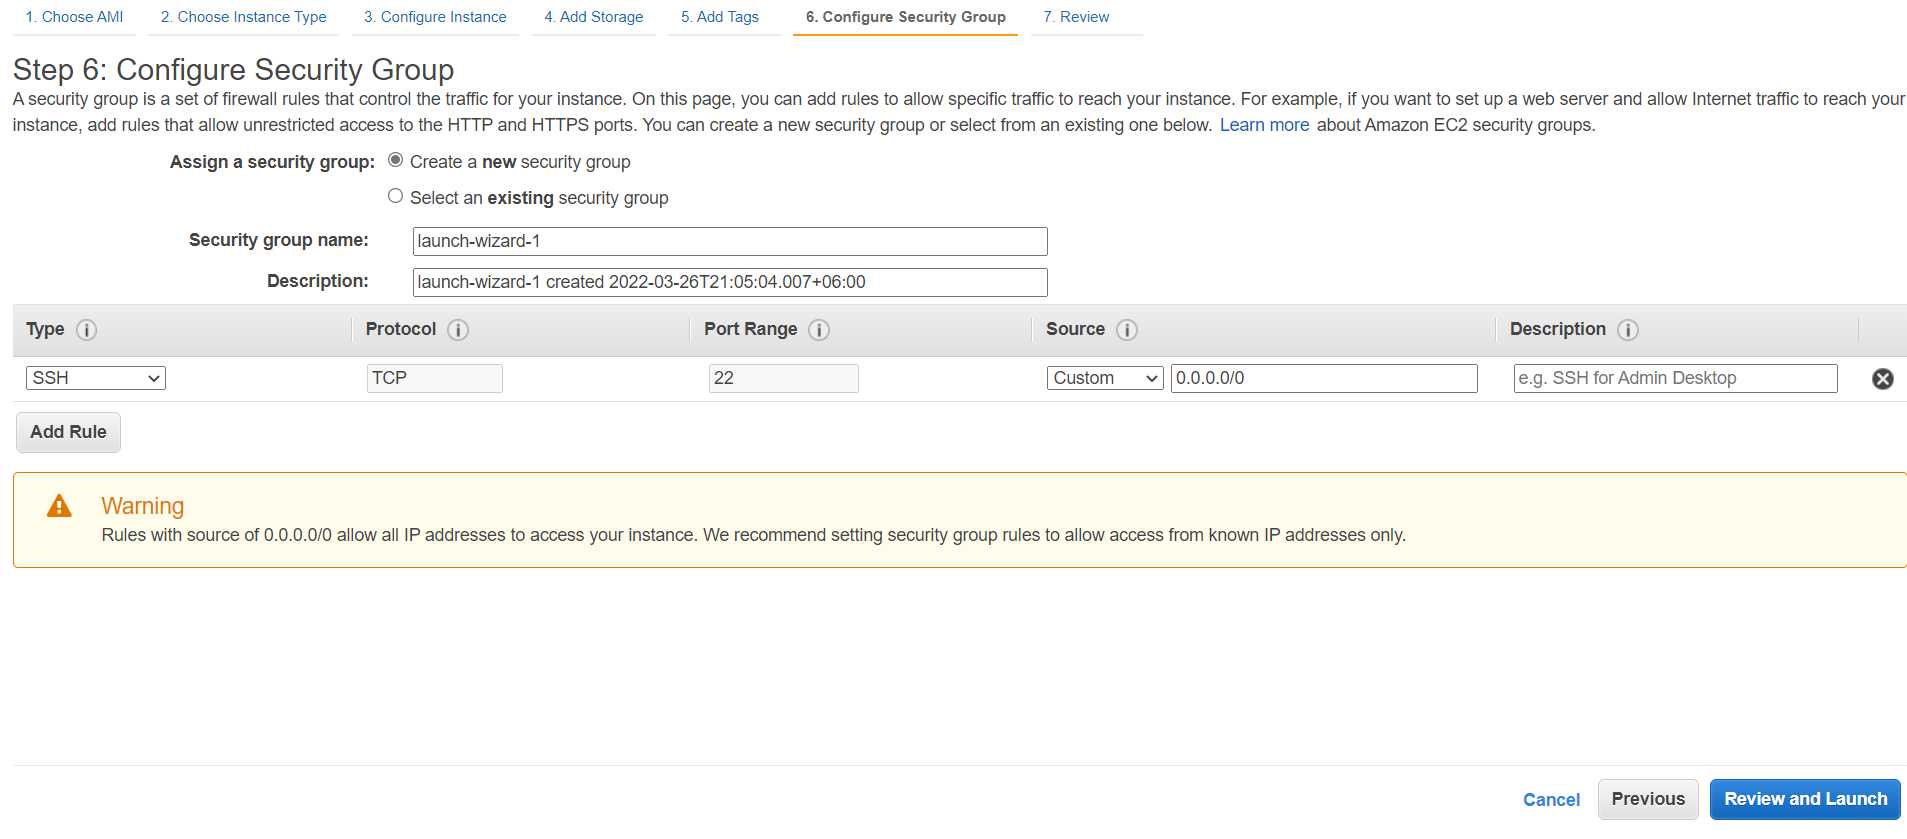 1. Choose AMI 2. Choose Instance Type 3. Configure Instance 4. Add Storage 5. Add Tags 6. Configure Security Group 7. Review
Step 6: Configure Security Group
A security group is a set of firewall rules that control the traffic for your instance. On this page, you can add rules to allow specific traffic to reach your instance. For example, if you want to set up a web server and allow Internet traffic to reach your
instance, add rules that allow unrestricted access to the HTTP and HTTPS ports. You can create a new security group or select from an existing one below. Learn more about Amazon EC2 security groups.
Assign a security group: Create a new security group
Select an existing security group
Security group name: launch-wizard-1
Description: launch-wizard-1 created 2022-03-26T21:05:04.007+06:00
Type i Protocol i Port Range i Source i Description i
SSH TCP 22 Custom 0.0.0.0/0 e.g. SSH for Admin Desktop
Add Rule
Warning
Rules with source of 0.0.0.0/0 allow all IP addresses to access your instance. We recommend setting security group rules to allow access from known IP addresses only.
Cancel Previous Review and Launch